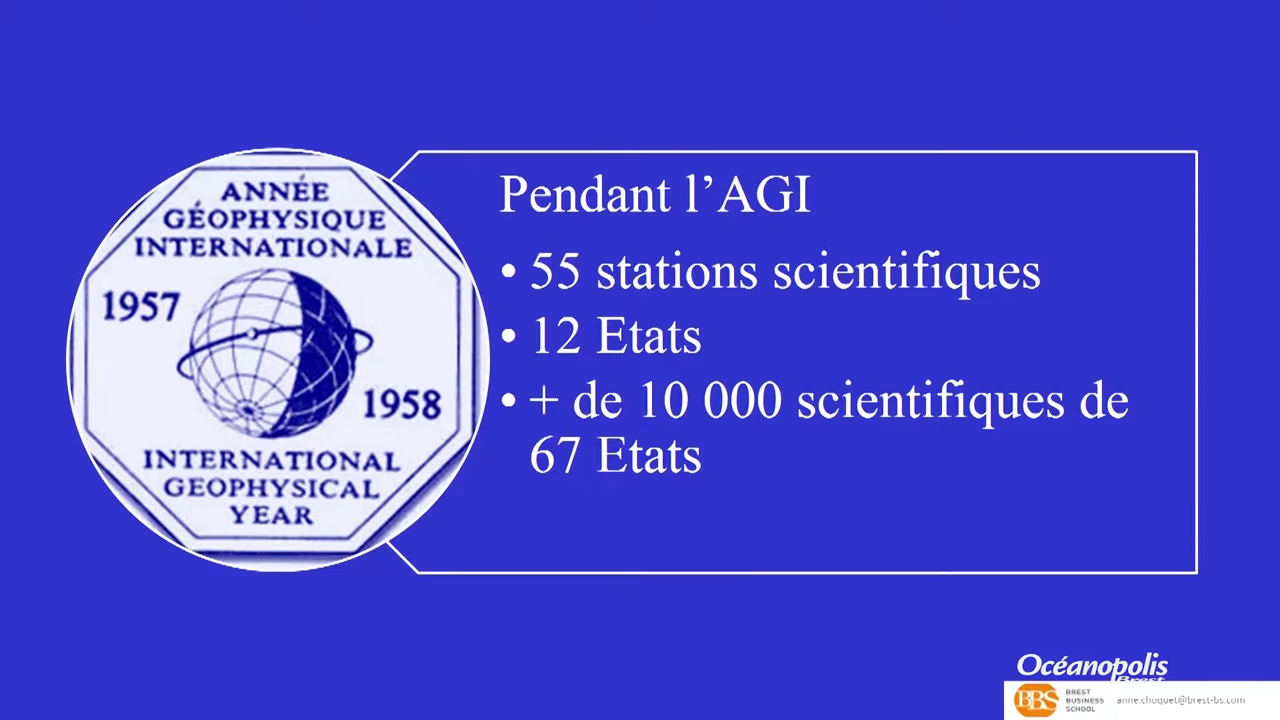 ANNÉE
GÉOPHYSIQUE
INTERNATIONALE
1957
1958
INTERNATIONAL
GEOPHYSICAL
YEAR
Pendant l’AGI
• 55 stations scientifiques
• 12 Etats
• + de 10 000 scientifiques de
67 Etats
Océanopolis
Brest
BBS
BREST
BUSINESS
SCHOOL
anne.choquet@brest-bs.com